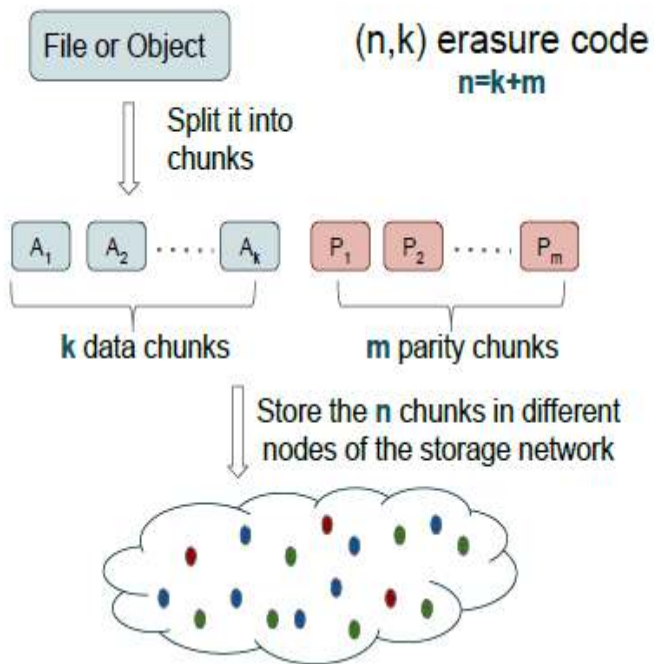 File or Object
(n,k) erasure code
n=k+m
Split it into
chunks
A₁ A₂ ..... Aₖ P₁ P₂ ..... Pₘ
k data chunks
m parity chunks
Store the n chunks in different
nodes of the storage network